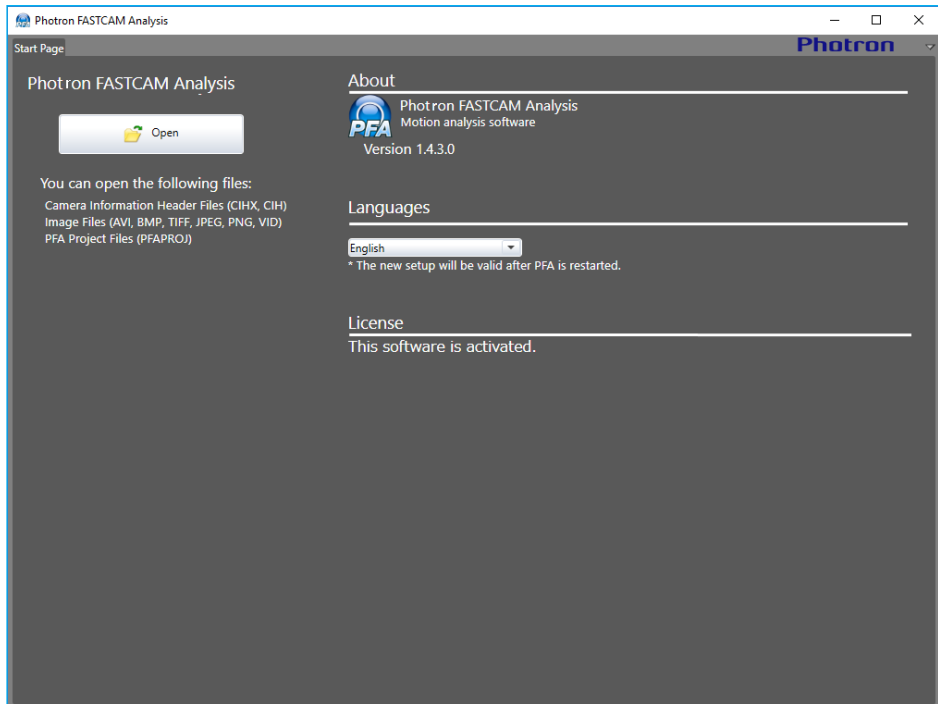 Photron FASTCAM Analysis
Start Page
Photron
Photron FASTCAM Analysis
Open
You can open the following files:
Camera Information Header Files (CIHX, CIH)
Image Files (AVI, BMP, TIFF, JPEG, PNG, VID)
PFA Project Files (PFAPROJ)
About
PFA
Photron FASTCAM Analysis
Motion analysis software
Version 1.4.3.0
Languages
English
* The new setup will be valid after PFA is restarted.
License
This software is activated.